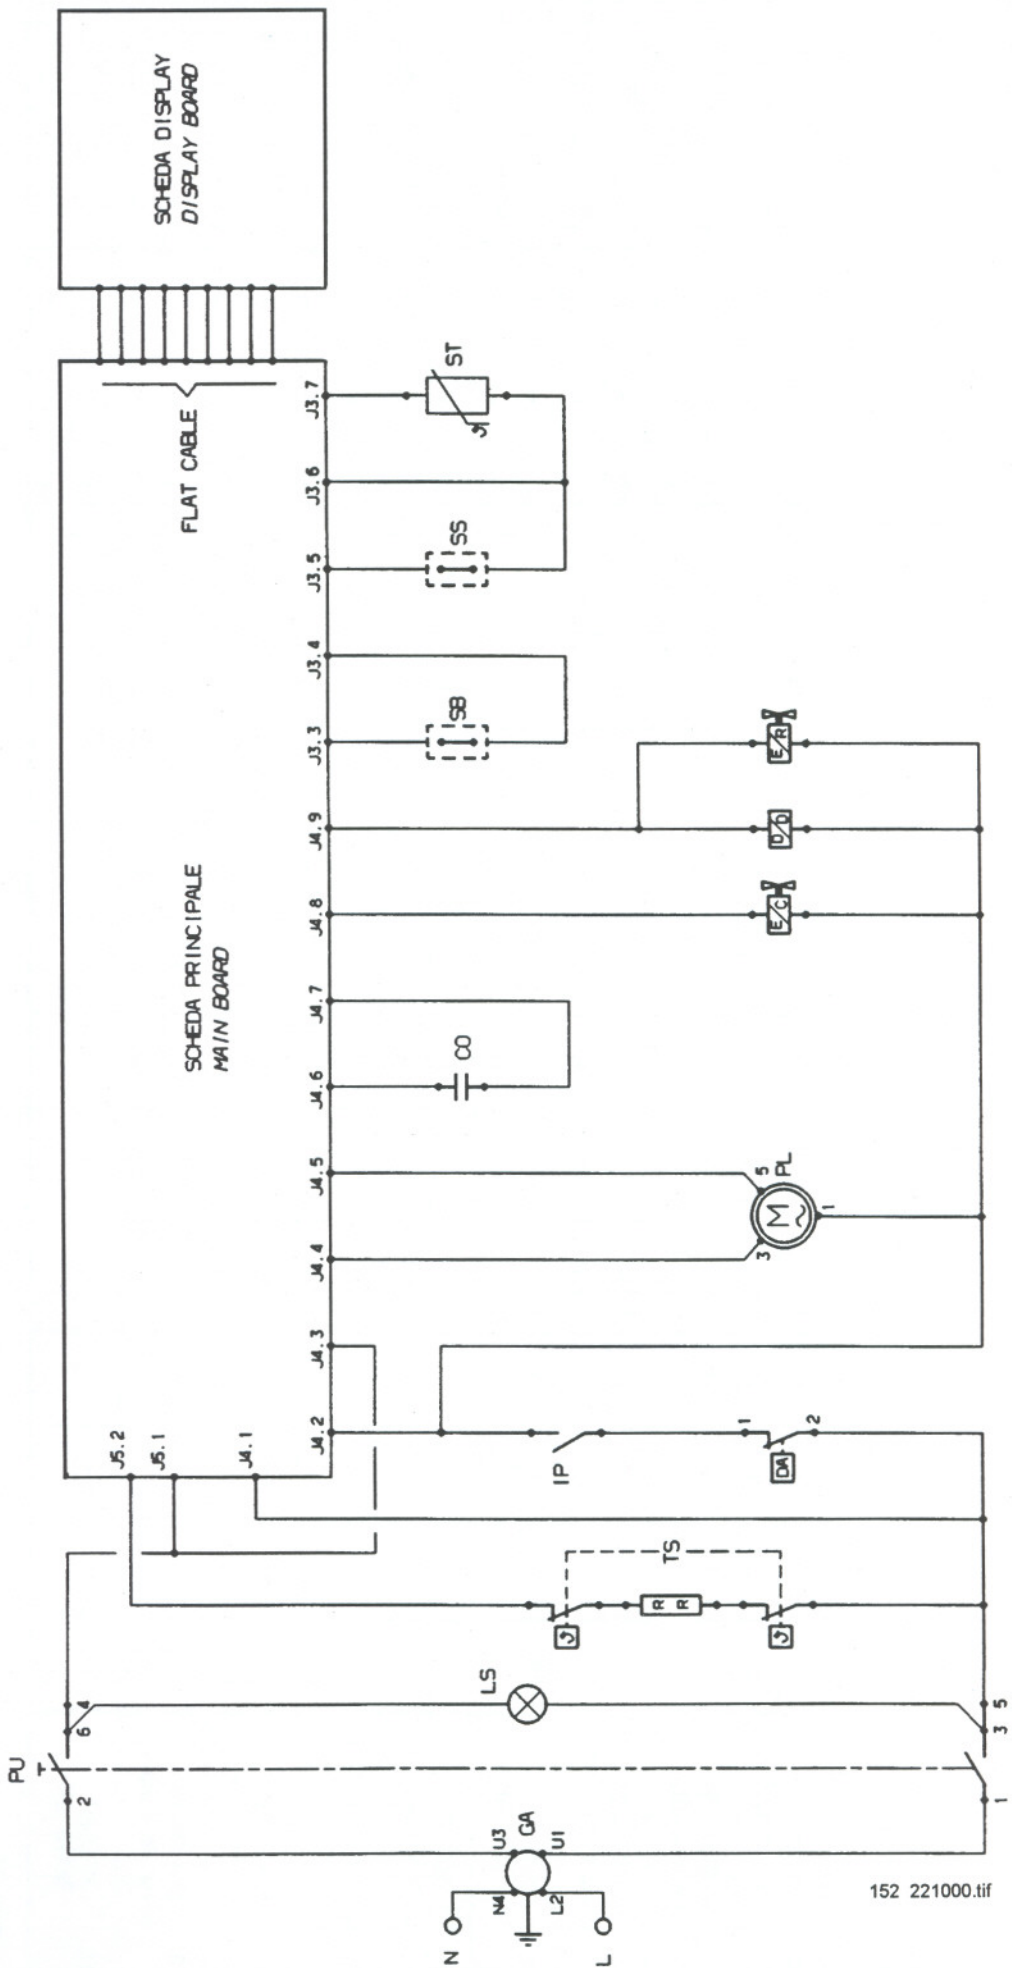 SCHEDA DISPLAY
DISPLAY BOARD
FLAT CABLE
SCHEDA PRINCIPALE
MAIN BOARD
J5.2
J5.1
J4.1
J4.2
J4.3
J4.4
J4.5
J4.6
J4.7
J4.8
J4.9
J3.3
J3.4
J3.5
J3.6
J3.7
ST
SS
SB
CO
E/R
D/D
E/C
5
PL
M
3
1
IP
1
DA
2
TS
R R
LS
PU
4
6
2
5
3
1
U3
GA
U1
N4
L2
N
L
152 221000.tif